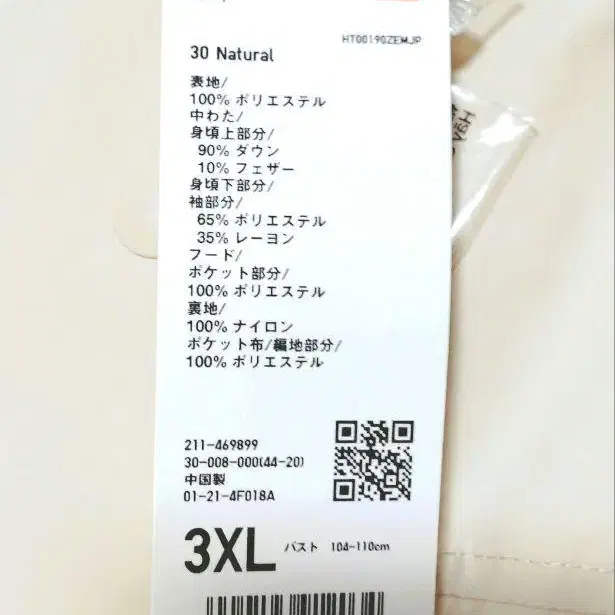 HT00190ZEMJP
30 Natural
表地/
100% ポリエステル
中わた/
身頃上部分/
90% ダウン
10% フェザー
身頃下部分/
袖部分/
65% ポリエステル
35% レーヨン
フード/
ポケット部分/
100% ポリエステル
裏地/
100% ナイロン
ポケット布/編地部分/
100% ポリエステル
211-469899
30-008-000(44-20)
中国製
01-21-4F018A
3XL バスト 104-110cm